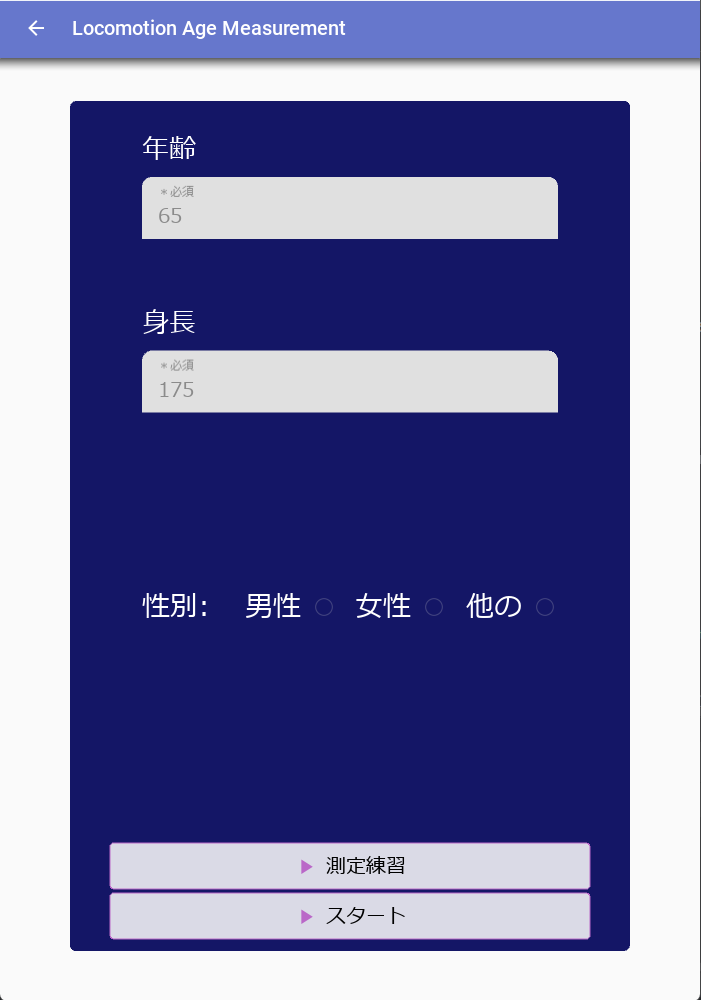 Locomotion Age Measurement
年齢
*必須
65
身長
*必須
175
性別: 男性 女性 他の
測定練習
スタート